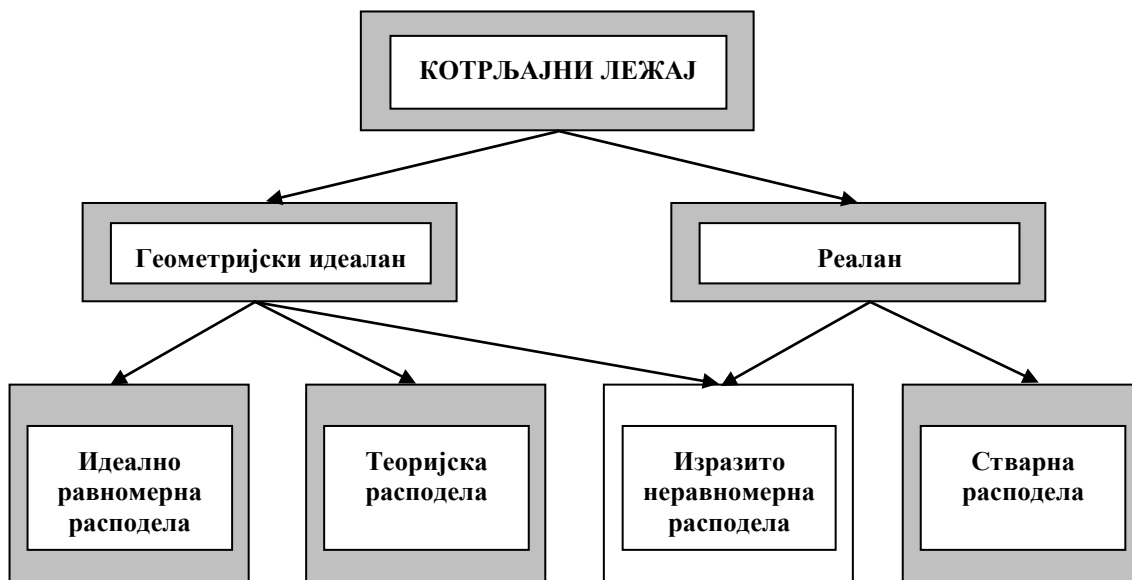 КОТРЉАЈНИ ЛЕЖАЈ
Геометријски идеалан
Реалан
Идеално
равномерна
расподела
Теоријска
расподела
Изразито
неравномерна
расподела
Стварна
расподела